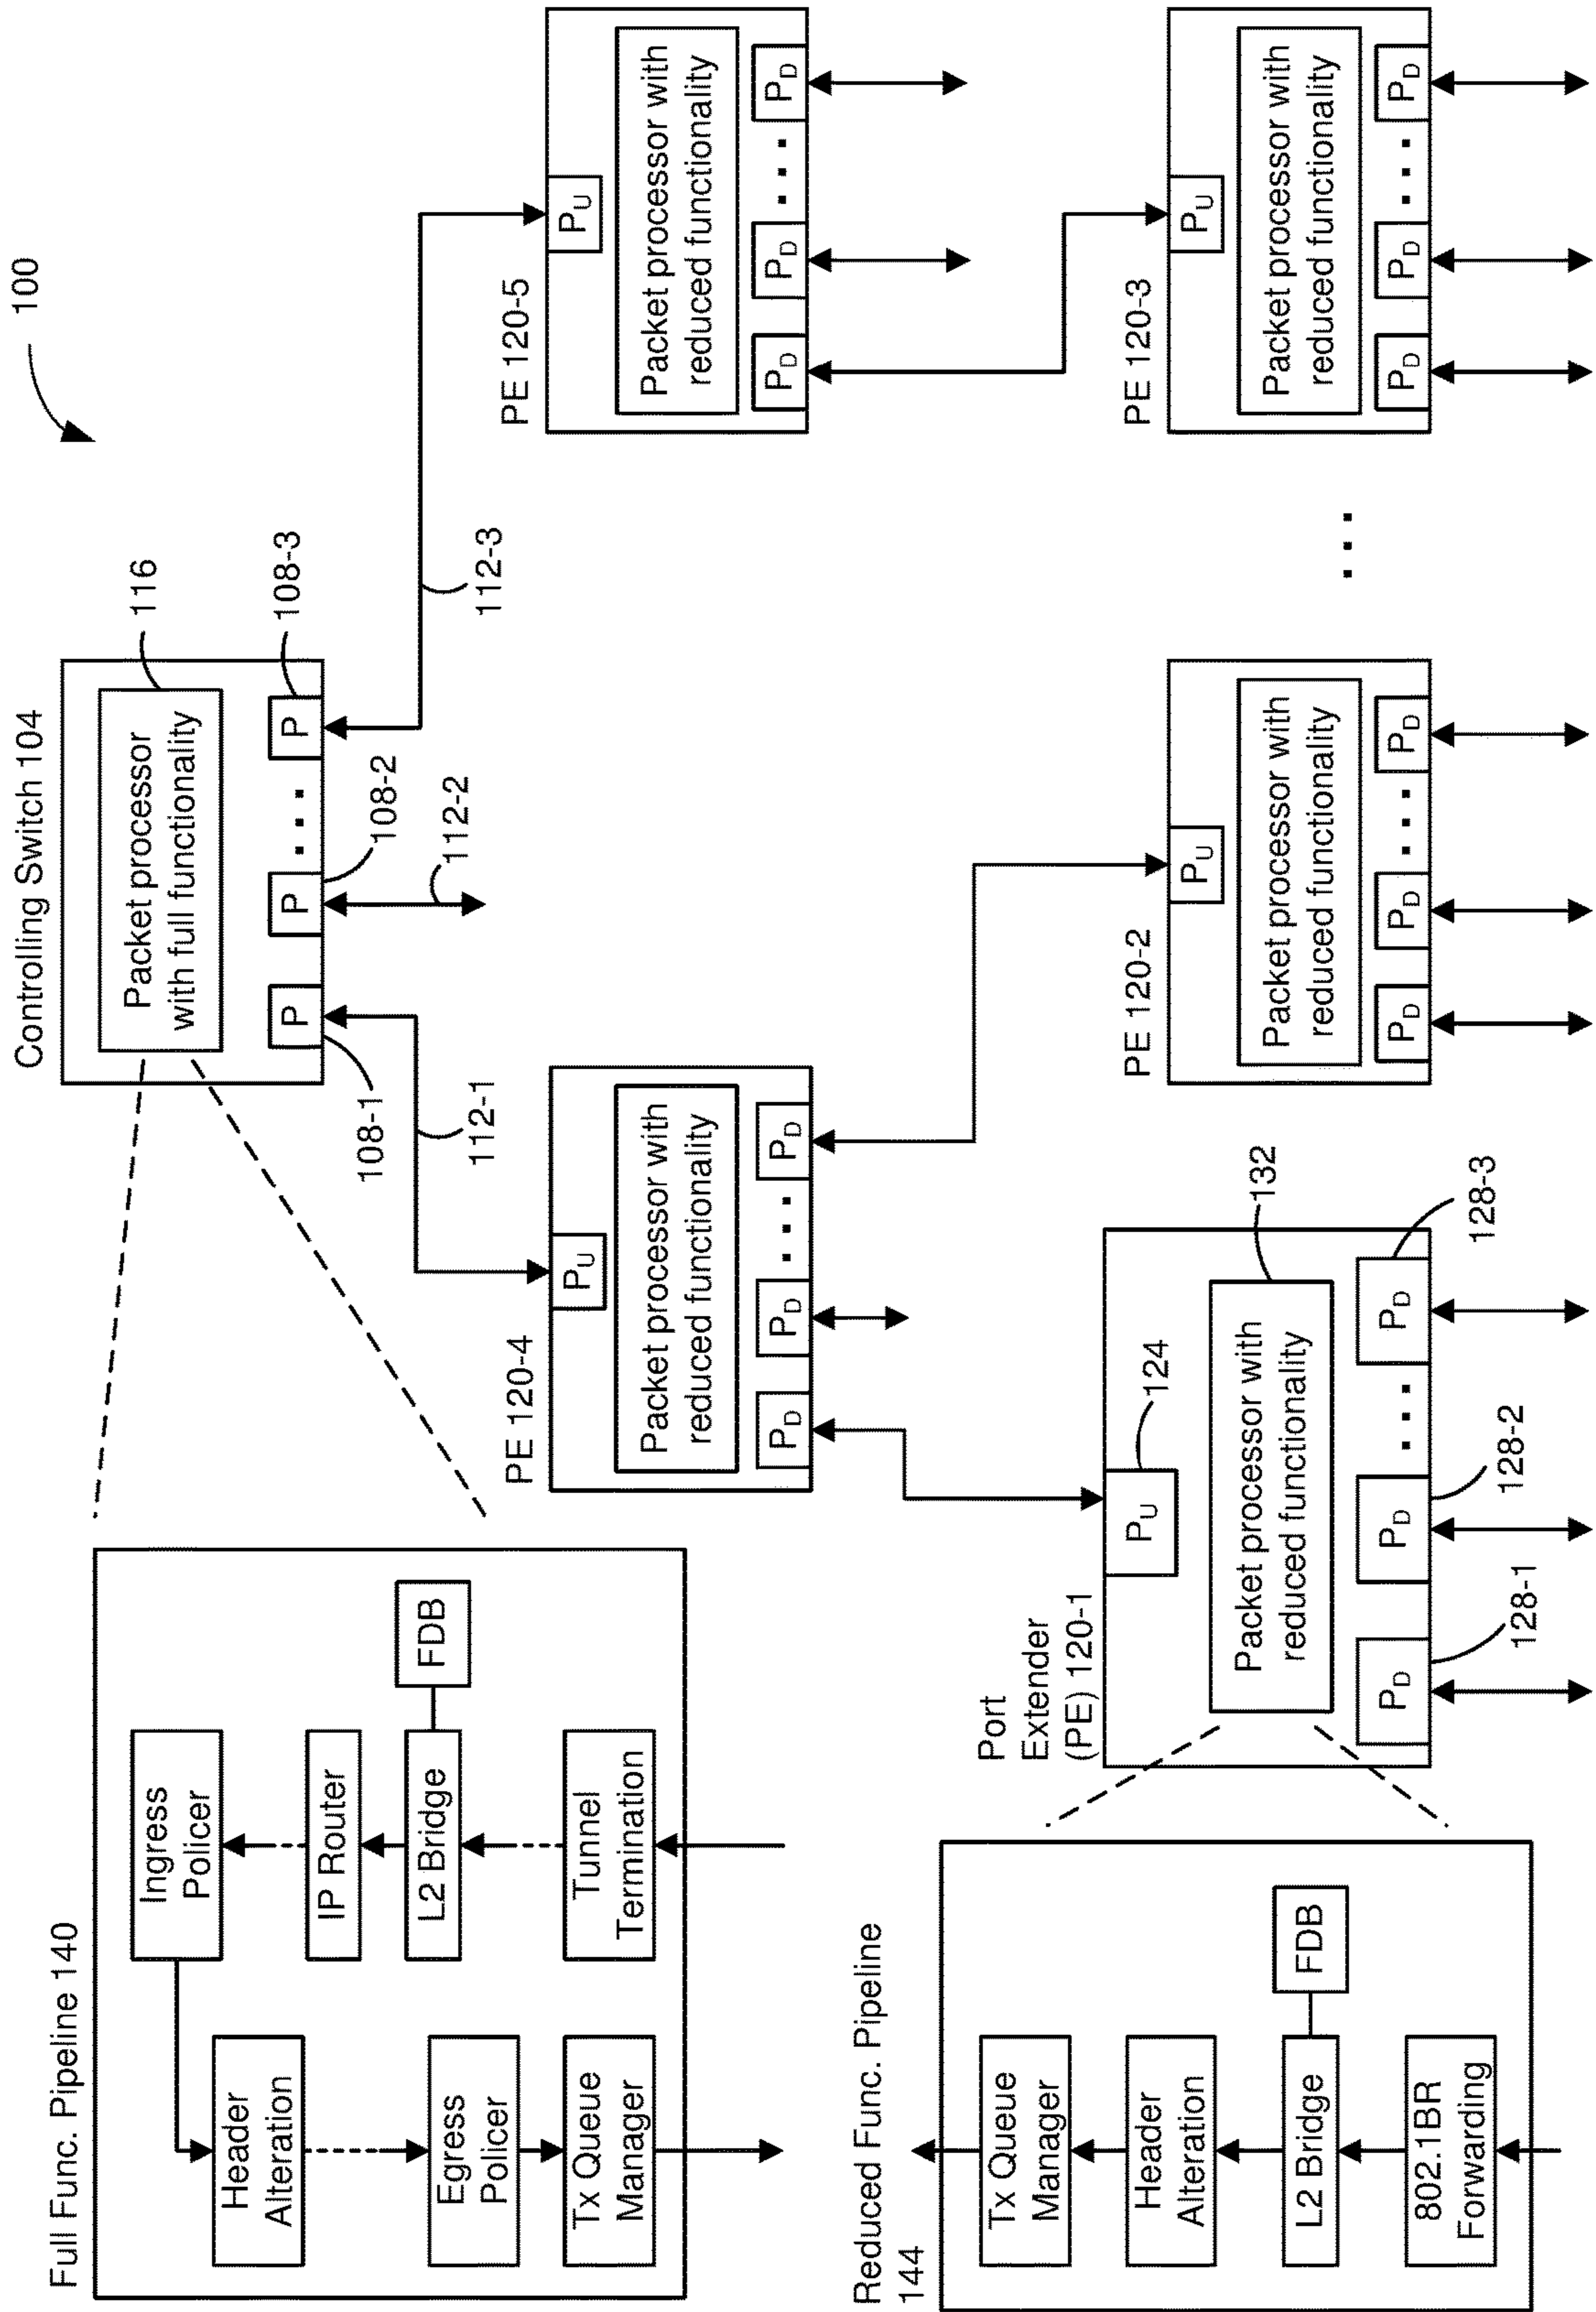 100
Controlling Switch 104
Packet processor
with full functionality
116
P
P
. . .
P
108-1
108-2
108-3
112-1
112-2
112-3
Full Func. Pipeline 140
Header
Alteration
Egress
Policer
Tx Queue
Manager
Ingress
Policer
IP Router
L2 Bridge
FDB
Tunnel
Termination
PE 120-4
PU
Packet processor with
reduced functionality
PD
PD
. . .
PD
PE 120-5
PU
Packet processor with
reduced functionality
PD
PD
. . .
PD
Reduced Func. Pipeline
144
Tx Queue
Manager
Header
Alteration
L2 Bridge
FDB
802.1BR
Forwarding
Port
Extender
(PE) 120-1
PU
124
Packet processor with
reduced functionality
132
PD
PD
. . .
PD
128-1
128-2
128-3
PE 120-2
PU
Packet processor with
reduced functionality
PD
PD
. . .
PD
. . .
PE 120-3
PU
Packet processor with
reduced functionality
PD
PD
. . .
PD